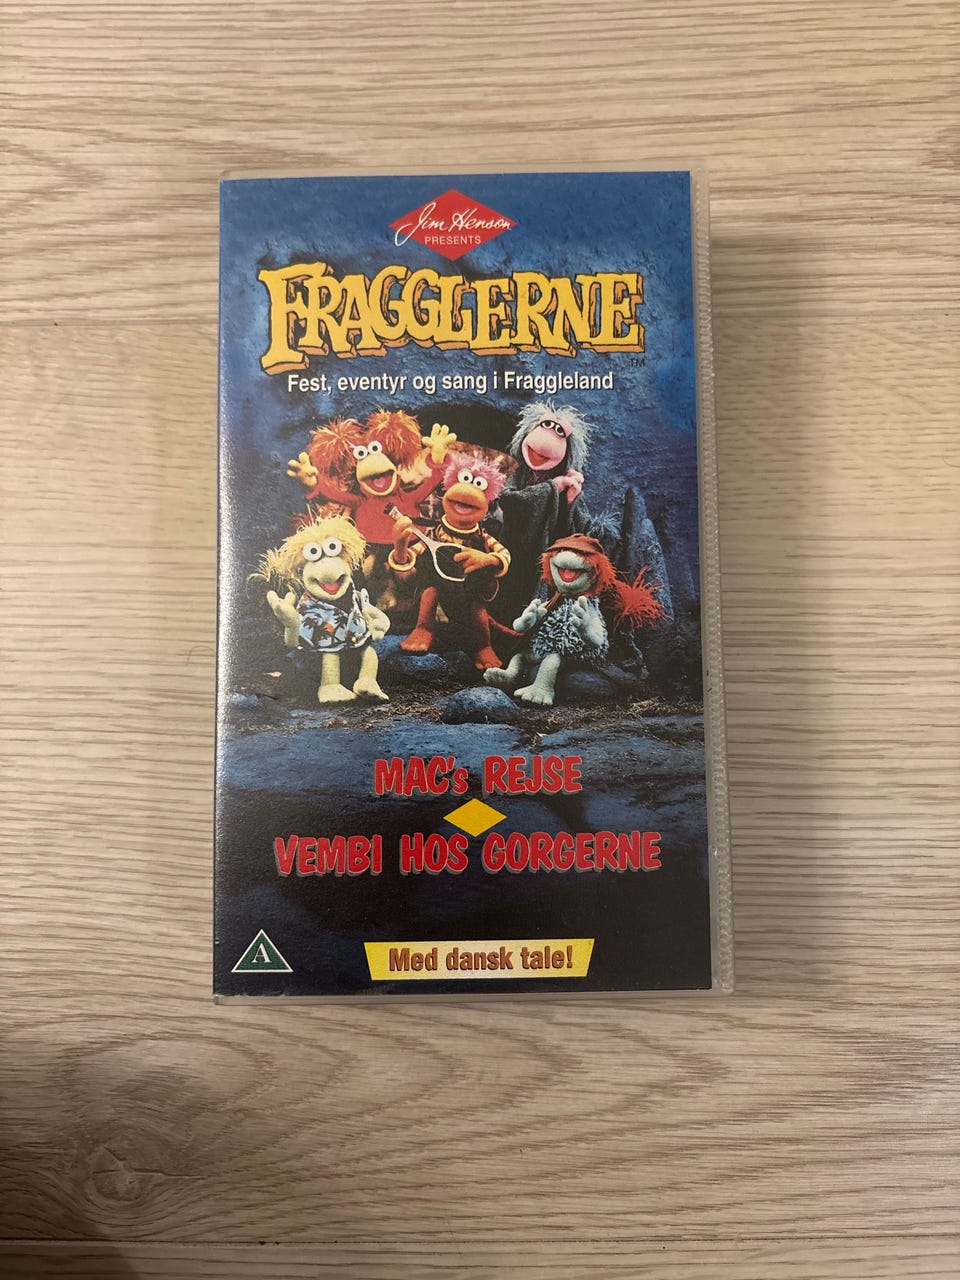 Jim Henson
PRESENTS
FRAGGLERNE
TM
Fest, eventyr og sang i Fraggleland
MAC's REJSE
VEMBI HOS GORGERNE
A
Med dansk tale!